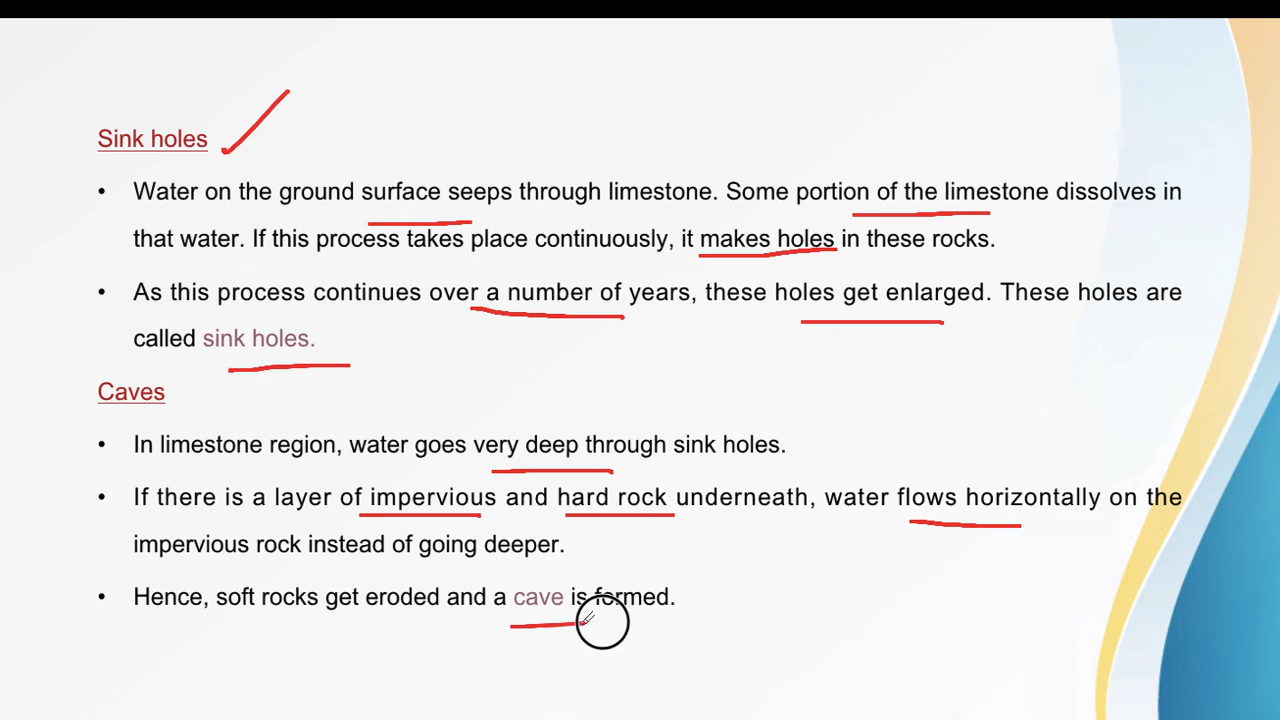 Sink holes
• Water on the ground surface seeps through limestone. Some portion of the limestone dissolves in
that water. If this process takes place continuously, it makes holes in these rocks.
• As this process continues over a number of years, these holes get enlarged. These holes are
called sink holes.
Caves
• In limestone region, water goes very deep through sink holes.
• If there is a layer of impervious and hard rock underneath, water flows horizontally on the
impervious rock instead of going deeper.
• Hence, soft rocks get eroded and a cave is formed.